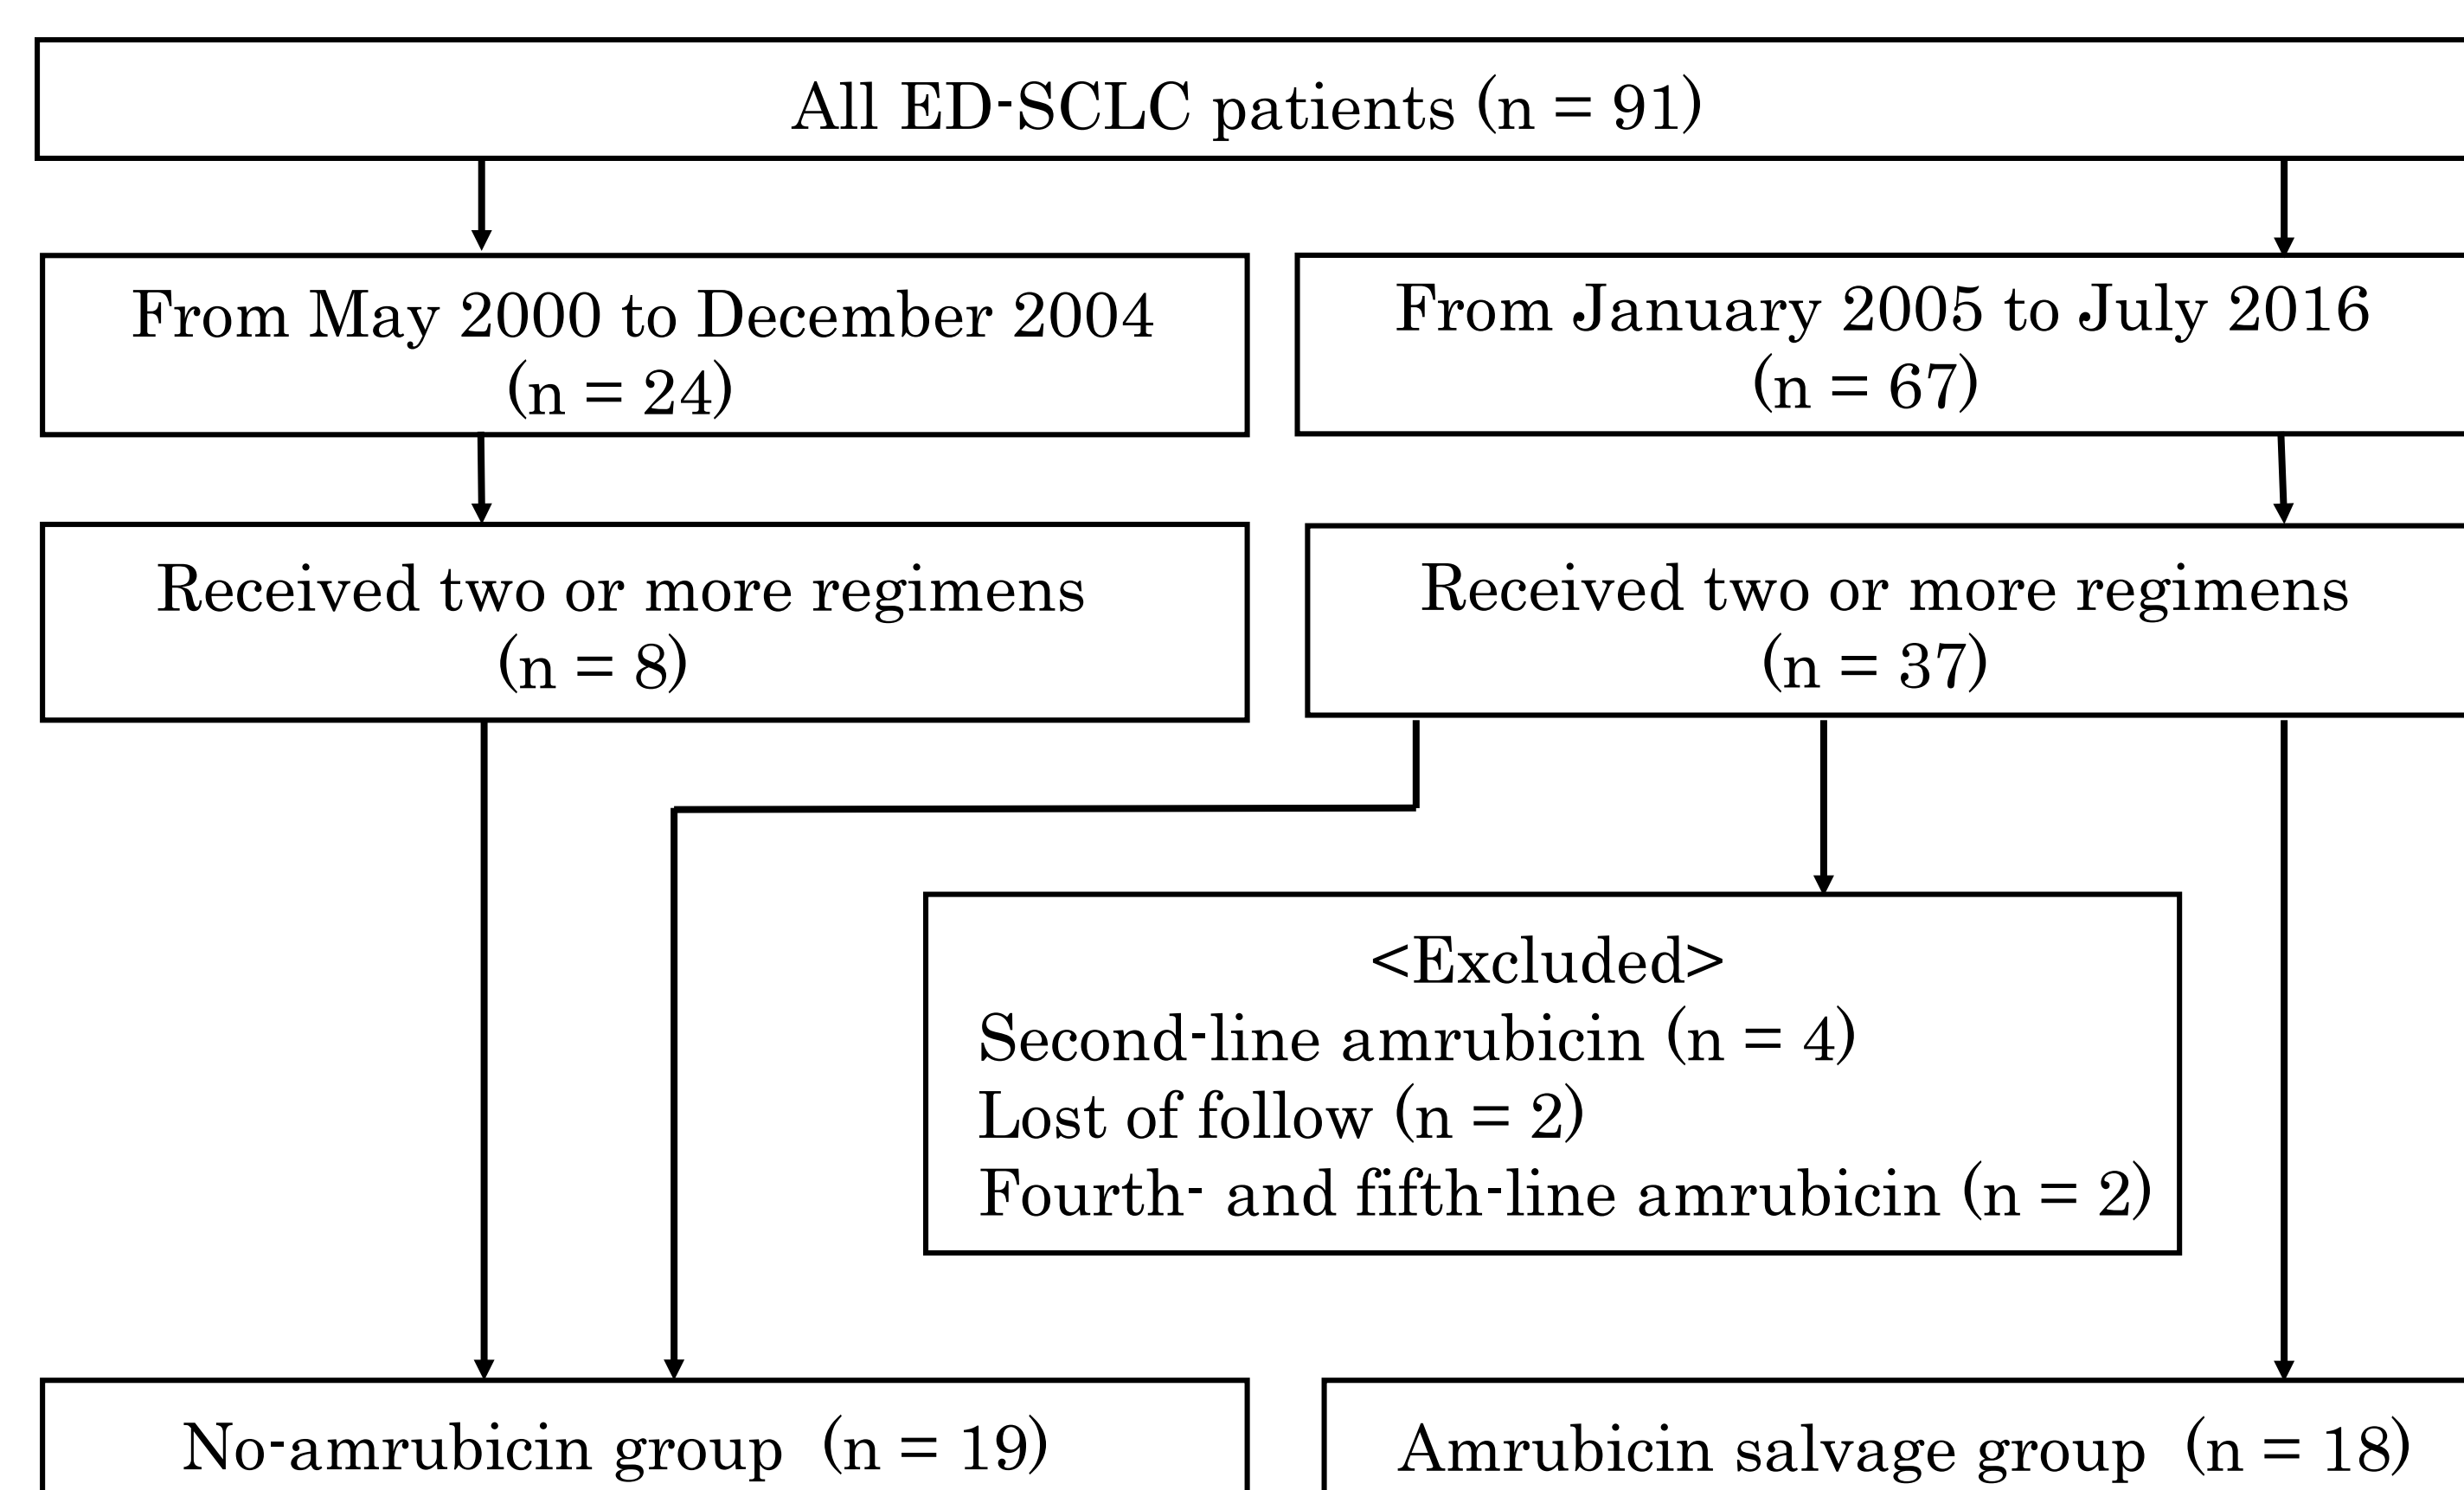 All ED-SCLC patients (n = 91)
From May 2000 to December 2004
(n = 24)
From January 2005 to July 2016
(n = 67)
Received two or more regimens
(n = 8)
Received two or more regimens
(n = 37)
<Excluded>
Second-line amrubicin (n = 4)
Lost of follow (n = 2)
Fourth- and fifth-line amrubicin (n = 2)
No-amrubicin group (n = 19)
Amrubicin salvage group (n = 18)